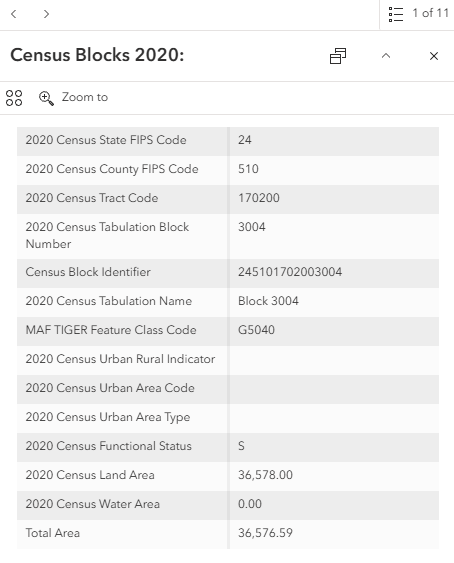 1 of 11
Census Blocks 2020:
Zoom to
2020 Census State FIPS Code 24
2020 Census County FIPS Code 510
2020 Census Tract Code 170200
2020 Census Tabulation Block 3004
Number
Census Block Identifier 245101702003004
2020 Census Tabulation Name Block 3004
MAF TIGER Feature Class Code G5040
2020 Census Urban Rural Indicator
2020 Census Urban Area Code
2020 Census Urban Area Type
2020 Census Functional Status S
2020 Census Land Area 36,578.00
2020 Census Water Area 0.00
Total Area 36,576.59